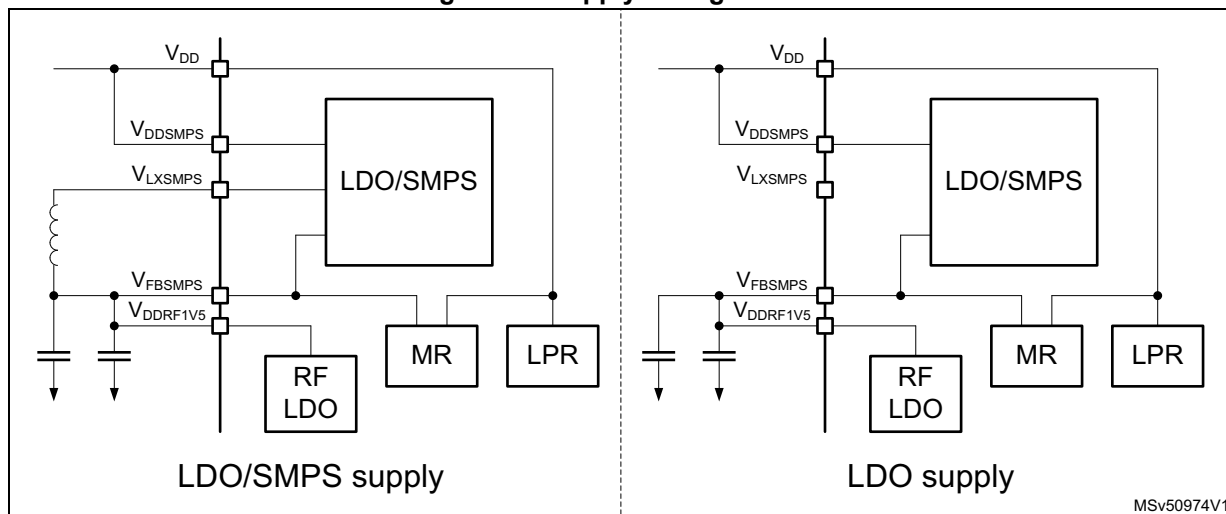 VDD
VDDSMPS
VLXSMPS
LDO/SMPS
VFBSMPS
VDDRF1V5
MR
LPR
RF
LDO
LDO/SMPS supply
VDD
VDDSMPS
VLXSMPS
LDO/SMPS
VFBSMPS
VDDRF1V5
MR
LPR
RF
LDO
LDO supply
MSv50974V1